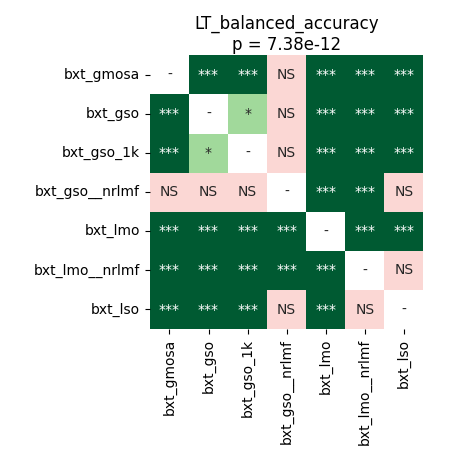 LT_balanced_accuracy
p = 7.38e-12
bxt_gmosa - *** *** NS *** *** ***
bxt_gso *** - * NS *** *** ***
bxt_gso_1k *** * - NS *** *** ***
bxt_gso__nrlmf NS NS NS - *** *** NS
bxt_lmo *** *** *** *** - *** ***
bxt_lmo__nrlmf *** *** *** *** *** - NS
bxt_lso *** *** *** NS *** NS -
bxt_gmosa
bxt_gso
bxt_gso_1k
bxt_gso__nrlmf
bxt_lmo
bxt_lmo__nrlmf
bxt_lso